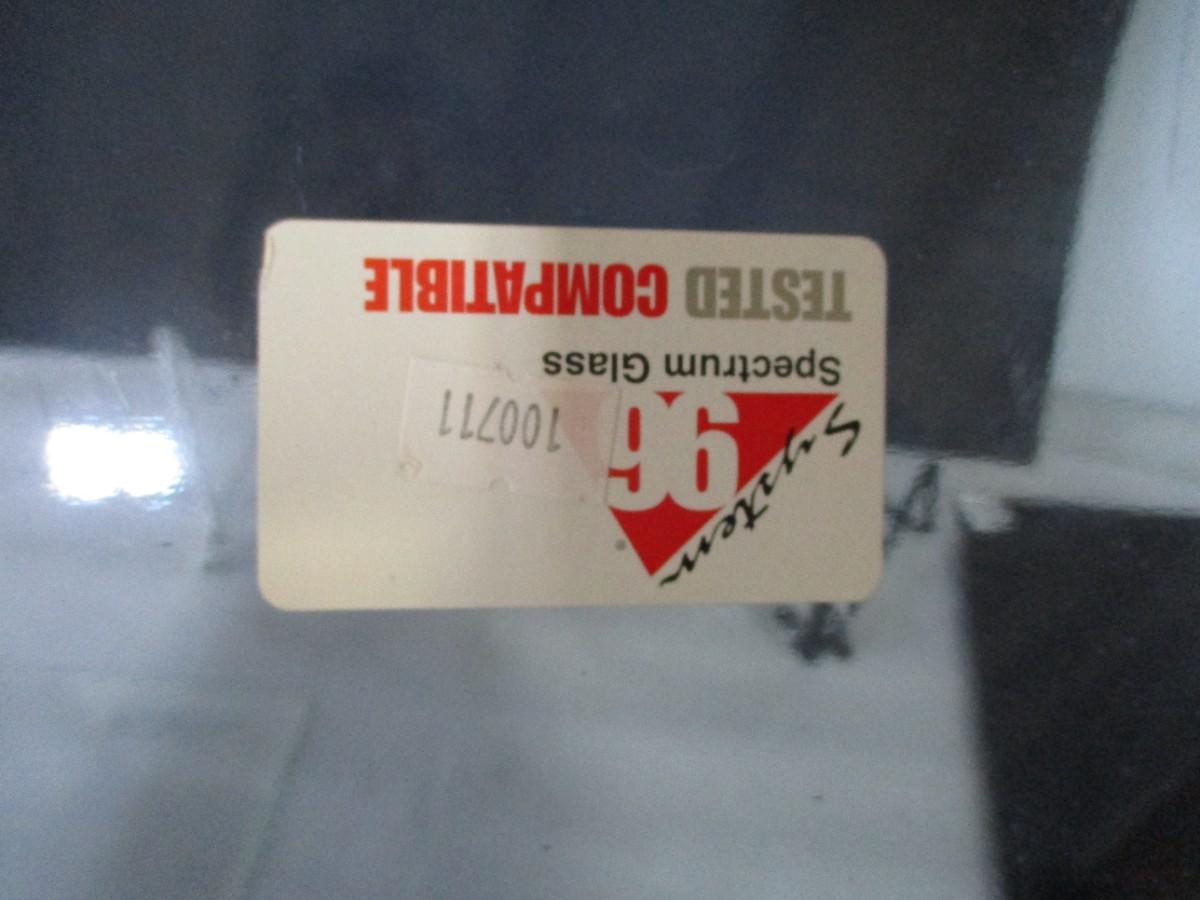 System
96
®
100711
Spectrum Glass
TESTED COMPATIBLE